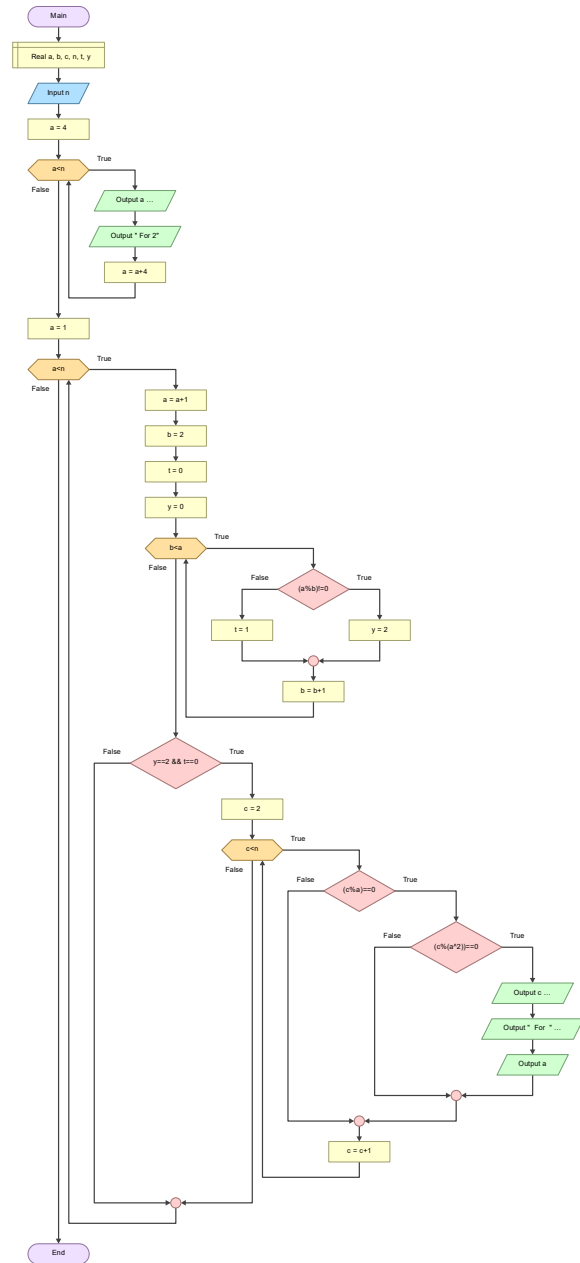 Main
Real a, b, c, n, t, y
Input n
a = 4
a<n
True
False
Output a ...
Output " For 2"
a = a+4
a = 1
a<n
True
False
a = a+1
b = 2
t = 0
y = 0
b<a
True
False
(a%b)!=0
False
True
t = 1
y = 2
b = b+1
y==2 && t==0
False
True
c = 2
c<n
True
False
(c%a)==0
False
True
(c%(a^2))==0
False
True
Output c ...
Output "  For  " ...
Output a
c = c+1
End